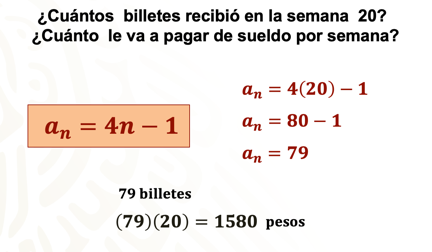 ¿Cuántos billetes recibió en la semana 20?
¿Cuánto le va a pagar de sueldo por semana?
aₙ = 4n − 1
aₙ = 4(20) − 1
aₙ = 80 − 1
aₙ = 79
79 billetes
(79)(20) = 1580 pesos